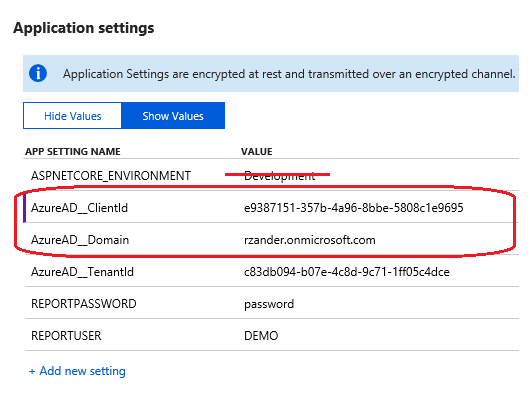 Application settings
Application Settings are encrypted at rest and transmitted over an encrypted channel.
Hide Values Show Values
APP SETTING NAME VALUE
ASPNETCORE_ENVIRONMENT Development
AzureAD__ClientId e9387151-357b-4a96-8bbe-5808c1e9695
AzureAD__Domain rzander.onmicrosoft.com
AzureAD__TenantId c83db094-b07e-4c8d-9c71-1ff05c4dce
REPORTPASSWORD password
REPORTUSER DEMO
+ Add new setting